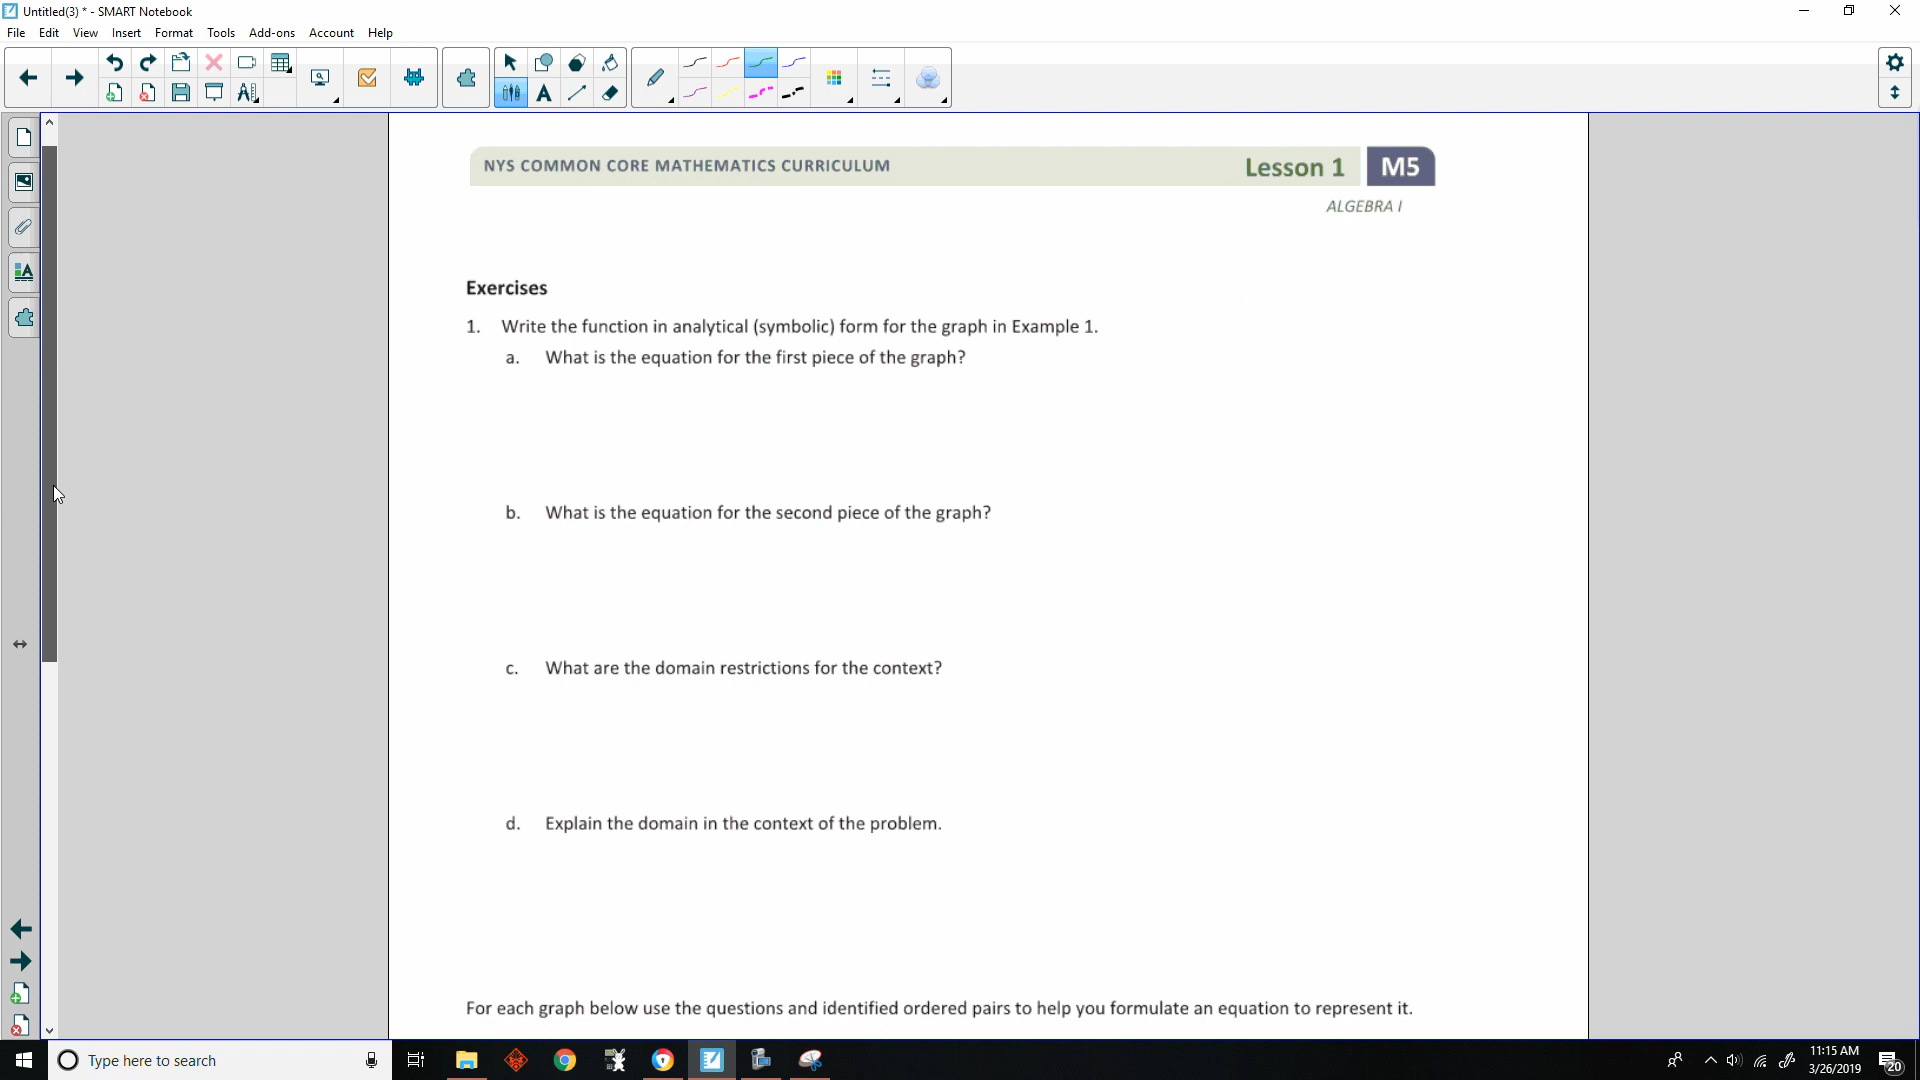 Untitled(3) * - SMART Notebook
File Edit View Insert Format Tools Add-ons Account Help
NYS COMMON CORE MATHEMATICS CURRICULUM Lesson 1 M5
ALGEBRA I
Exercises
1. Write the function in analytical (symbolic) form for the graph in Example 1.
a. What is the equation for the first piece of the graph?
b. What is the equation for the second piece of the graph?
c. What are the domain restrictions for the context?
d. Explain the domain in the context of the problem.
For each graph below use the questions and identified ordered pairs to help you formulate an equation to represent it.
Type here to search
11:15 AM
3/26/2019
20